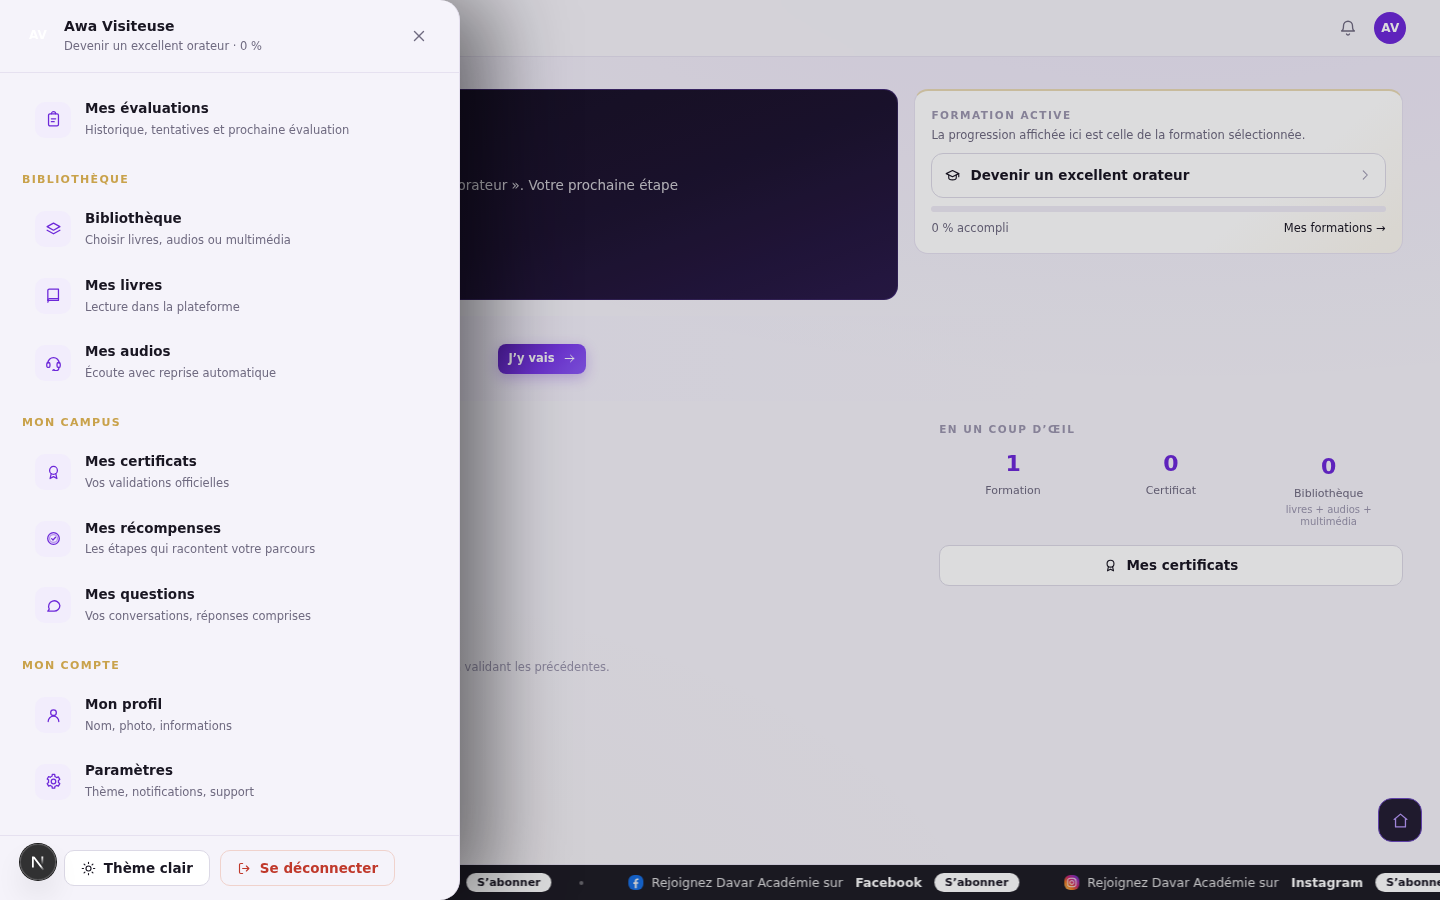 AV
Awa Visiteuse
Devenir un excellent orateur · 0 %
Mes évaluations
Historique, tentatives et prochaine évaluation
BIBLIOTHÈQUE
Bibliothèque
Choisir livres, audios ou multimédia
Mes livres
Lecture dans la plateforme
Mes audios
Écoute avec reprise automatique
MON CAMPUS
Mes certificats
Vos validations officielles
Mes récompenses
Les étapes qui racontent votre parcours
Mes questions
Vos conversations, réponses comprises
MON COMPTE
Mon profil
Nom, photo, informations
Paramètres
Thème, notifications, support
N
Thème clair
Se déconnecter
AV
orateur ». Votre prochaine étape
J’y vais →
validant les précédentes.
FORMATION ACTIVE
La progression affichée ici est celle de la formation sélectionnée.
Devenir un excellent orateur
0 % accompli
Mes formations →
EN UN COUP D’ŒIL
1
Formation
0
Certificat
0
Bibliothèque
livres + audios +
multimédia
Mes certificats
S’abonner • Rejoignez Davar Académie sur Facebook S’abonner Rejoignez Davar Académie sur Instagram S’abonne